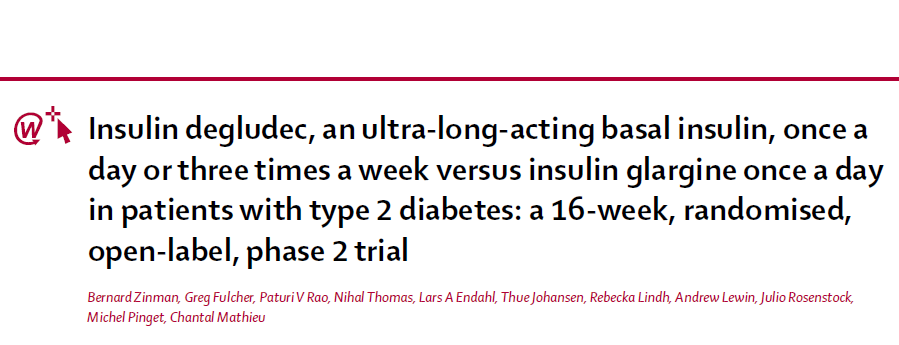 W
Insulin degludec, an ultra-long-acting basal insulin, once a
day or three times a week versus insulin glargine once a day
in patients with type 2 diabetes: a 16-week, randomised,
open-label, phase 2 trial
Bernard Zinman, Greg Fulcher, Paturi V Rao, Nihal Thomas, Lars A Endahl, Thue Johansen, Rebecka Lindh, Andrew Lewin, Julio Rosenstock,
Michel Pinget, Chantal Mathieu